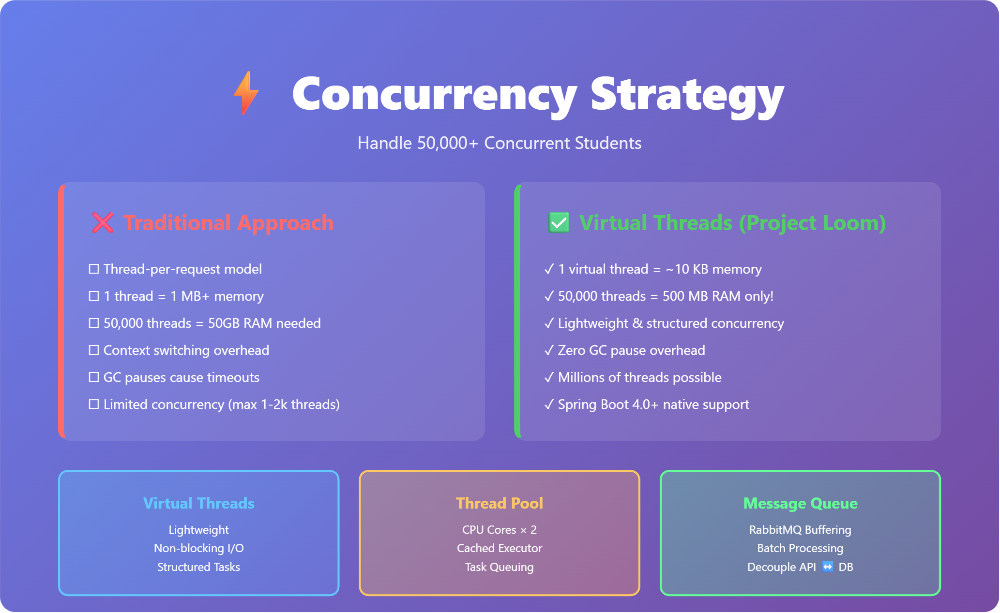 ⚡ Concurrency Strategy
Handle 50,000+ Concurrent Students
❌ Traditional Approach
☐ Thread-per-request model
☐ 1 thread = 1 MB+ memory
☐ 50,000 threads = 50GB RAM needed
☐ Context switching overhead
☐ GC pauses cause timeouts
☐ Limited concurrency (max 1-2k threads)
✅ Virtual Threads (Project Loom)
✓ 1 virtual thread = ~10 KB memory
✓ 50,000 threads = 500 MB RAM only!
✓ Lightweight & structured concurrency
✓ Zero GC pause overhead
✓ Millions of threads possible
✓ Spring Boot 4.0+ native support
Virtual Threads
Lightweight
Non-blocking I/O
Structured Tasks
Thread Pool
CPU Cores × 2
Cached Executor
Task Queuing
Message Queue
RabbitMQ Buffering
Batch Processing
Decouple API ↔️ DB